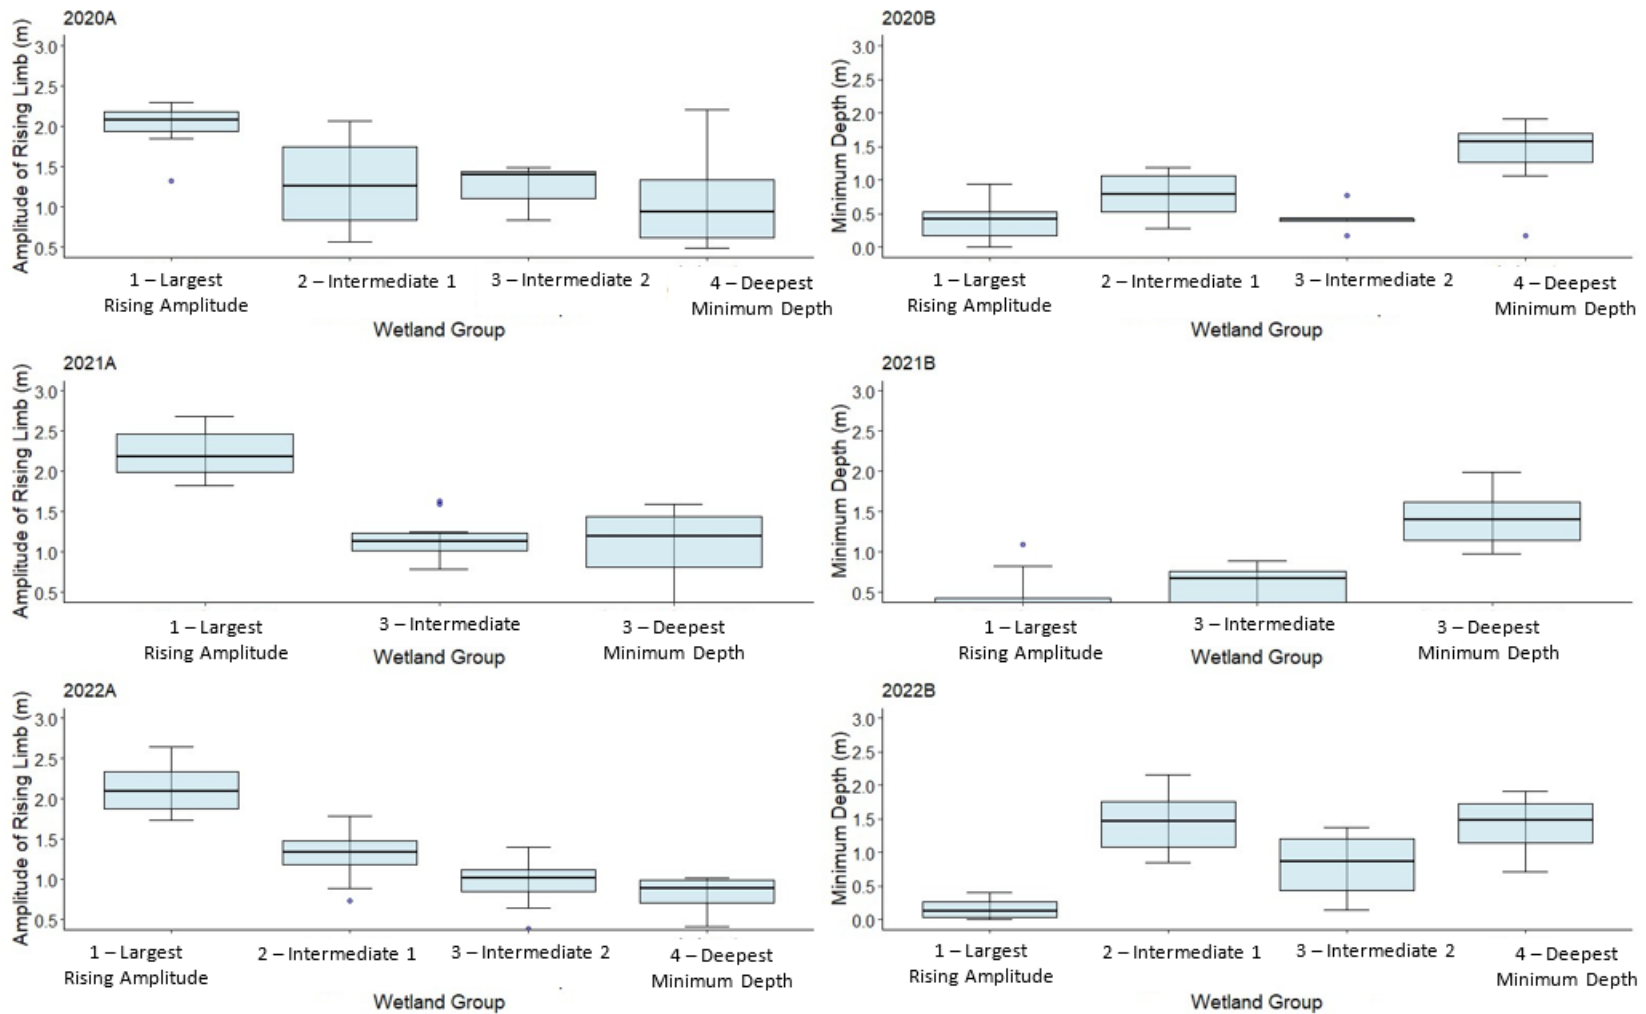 2020A
Amplitude of Rising Limb (m)
3.0
2.5
2.0
1.5
1.0
0.5
1 – Largest
Rising Amplitude
2 – Intermediate 1
3 – Intermediate 2
4 – Deepest
Minimum Depth
Wetland Group
2020B
Minimum Depth (m)
3.0
2.5
2.0
1.5
1.0
0.5
0.0
1 – Largest
Rising Amplitude
2 – Intermediate 1
3 – Intermediate 2
4 – Deepest
Minimum Depth
Wetland Group
2021A
Amplitude of Rising Limb (m)
3.0
2.5
2.0
1.5
1.0
0.5
1 – Largest
Rising Amplitude
3 – Intermediate
3 – Deepest
Minimum Depth
Wetland Group
2021B
Minimum Depth (m)
3.0
2.5
2.0
1.5
1.0
0.5
1 – Largest
Rising Amplitude
3 – Intermediate
3 – Deepest
Minimum Depth
Wetland Group
2022A
Amplitude of Rising Limb (m)
3.0
2.5
2.0
1.5
1.0
0.5
1 – Largest
Rising Amplitude
2 – Intermediate 1
3 – Intermediate 2
4 – Deepest
Minimum Depth
Wetland Group
2022B
Minimum Depth (m)
3.0
2.5
2.0
1.5
1.0
0.5
0.0
1 – Largest
Rising Amplitude
2 – Intermediate 1
3 – Intermediate 2
4 – Deepest
Minimum Depth
Wetland Group